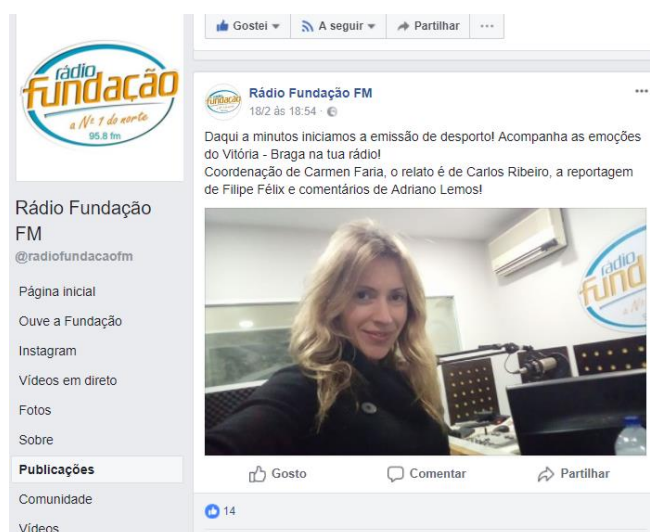 Gostei
A seguir
Partilhar
rádio
fundação
a Nº 1 do norte
95.8 fm
Rádio Fundação
FM
@radiofundacaofm
Página inicial
Ouve a Fundação
Instagram
Vídeos em direto
Fotos
Sobre
Publicações
Comunidade
Vídeos
Rádio Fundação FM
18/2 às 18:54 ·
Daqui a minutos iniciamos a emissão de desporto! Acompanha as emoções
do Vitória - Braga na tua rádio!
Coordenação de Carmen Faria, o relato é de Carlos Ribeiro, a reportagem
de Filipe Félix e comentários de Adriano Lemos!
rádio
fund
Gosto
Comentar
Partilhar
14